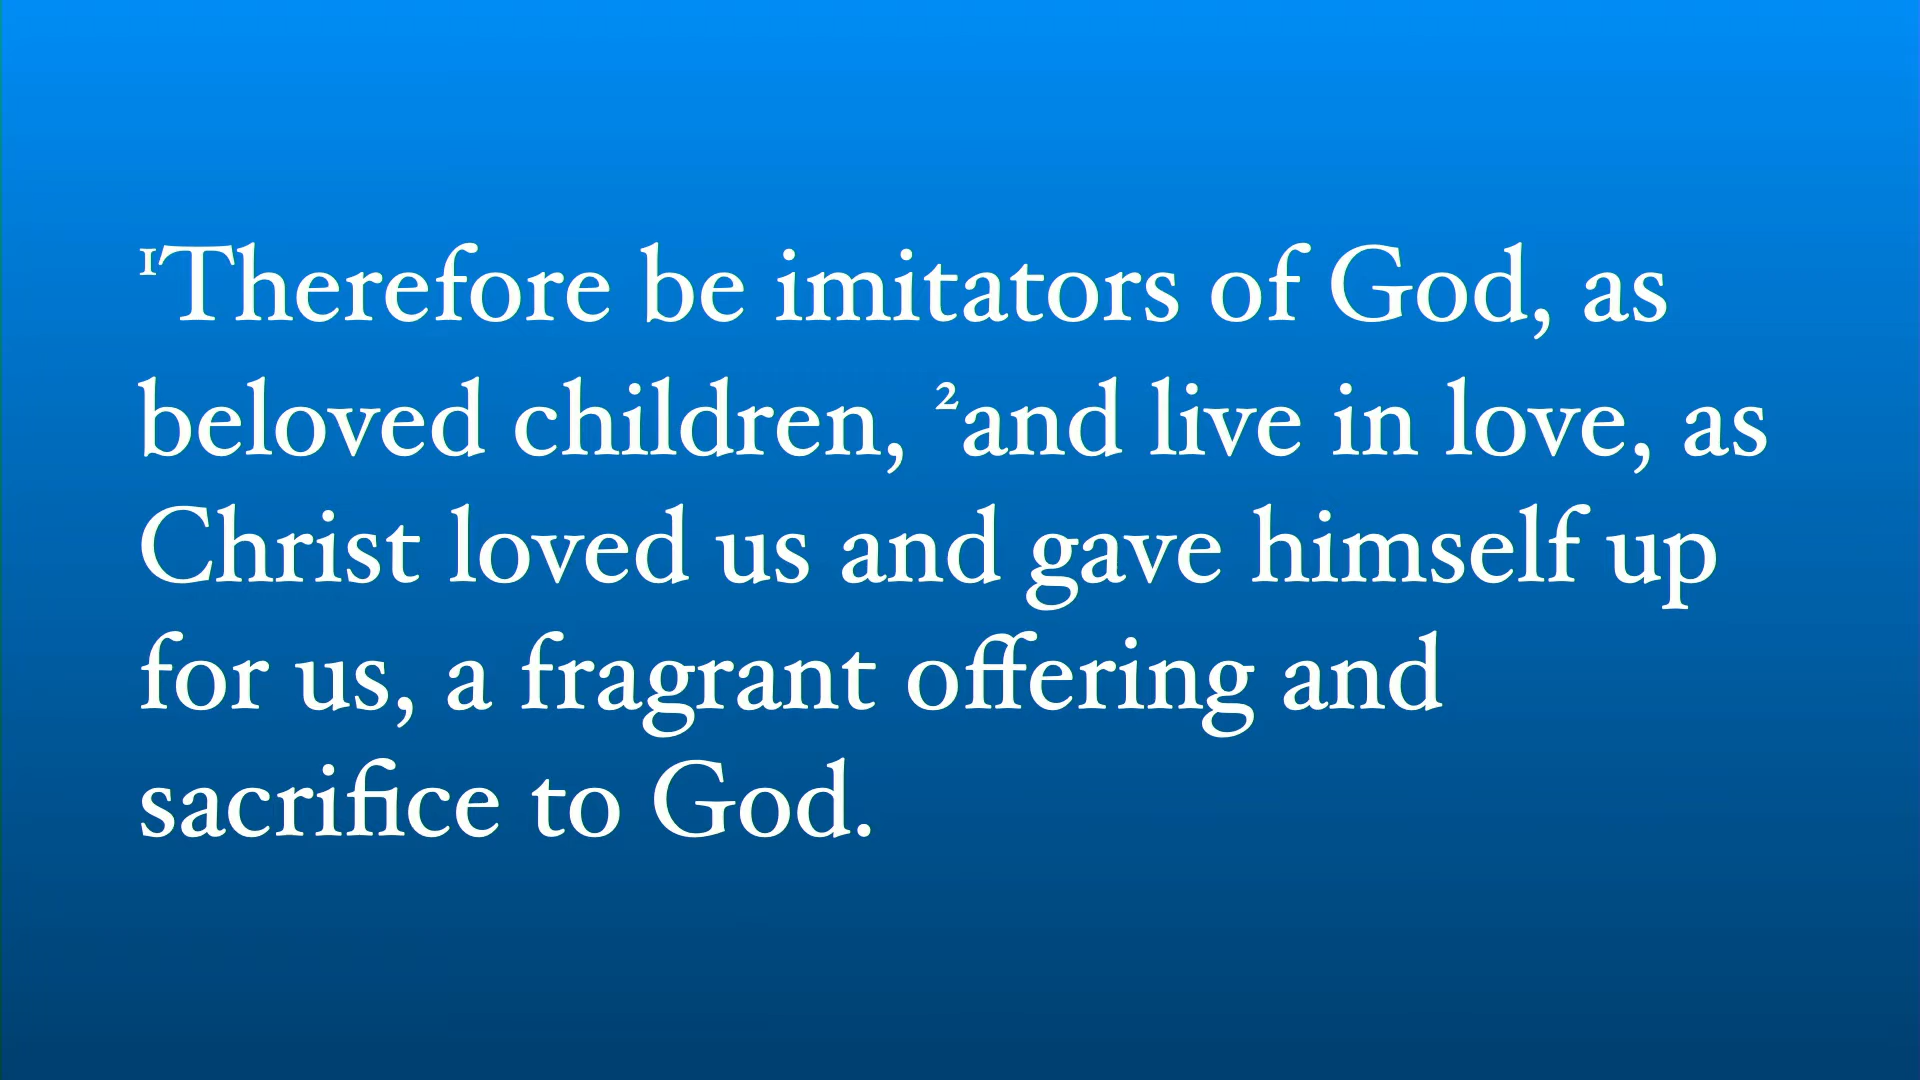 ¹Therefore be imitators of God, as
beloved children, ²and live in love, as
Christ loved us and gave himself up
for us, a fragrant offering and
sacrifice to God.